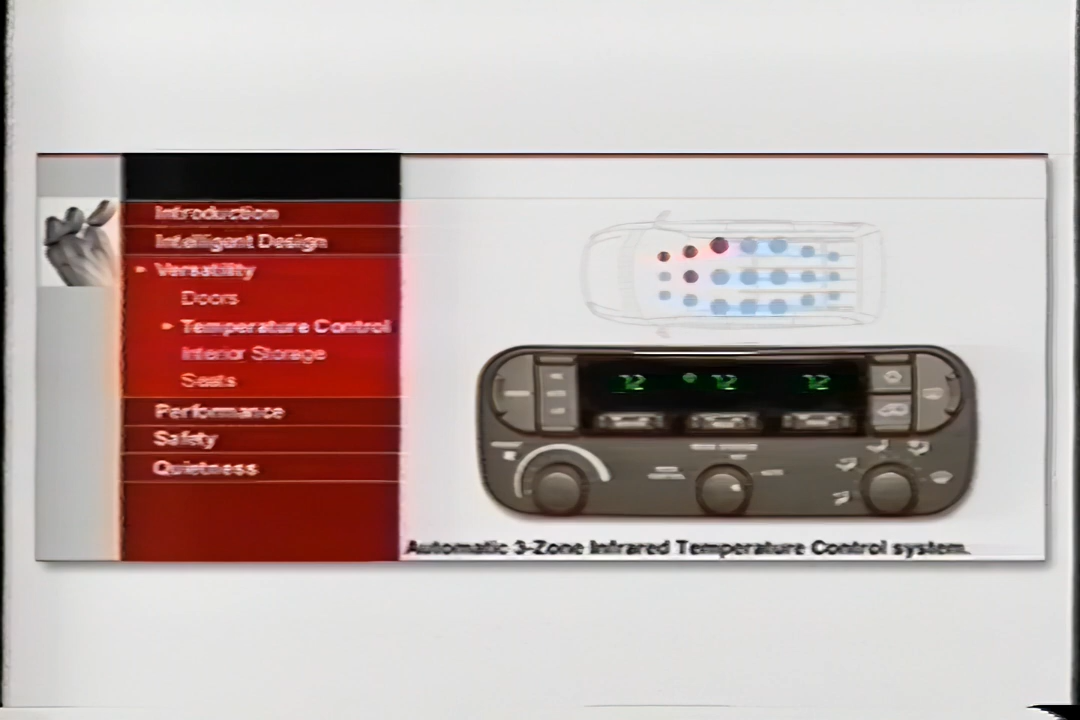 Introduction
Intelligent Design
Versatility
Doors
Temperature Control
Interior Storage
Seats
Performance
Safety
Quietness
72 72 72
Automatic 3-Zone Infrared Temperature Control system.